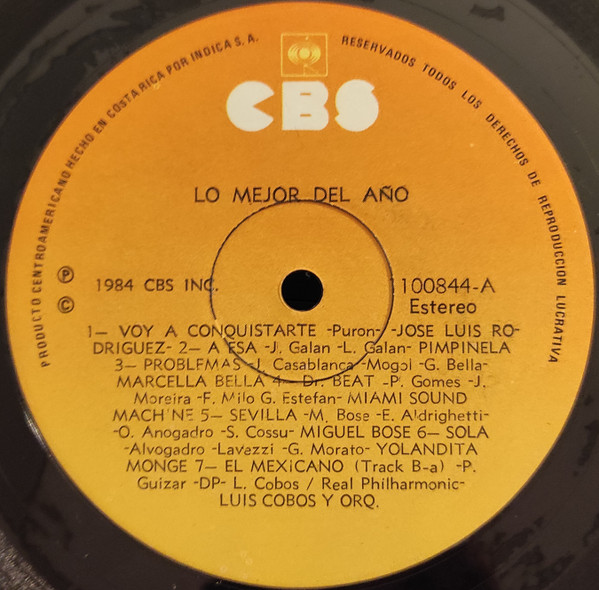 PRODUCTO CENTROAMERICANO HECHO EN COSTA RICA POR INDICA S.A.
RESERVADOS TODOS LOS DERECHOS DE REPRODUCCION LUCRATIVA
CBS
LO MEJOR DEL AÑO
Ⓟ
© 1984 CBS INC.
100844-A
Estereo
1— VOY A CONQUISTARTE -Puron- -JOSE LUIS RO-
DRIGUEZ- 2— A ESA -J. Galan -L. Galan- PIMPINELA
3— PROBLEMAS -J. Casablanca -Mogol -G. Bella-
MARCELLA BELLA 4— Dr. BEAT -P. Gomes -J.
Moreira -F. Milo G. Estefan- MIAMI SOUND
MACHINE 5— SEVILLA -M. Bose -E. Aldrighetti-
-O. Anogadro -S. Cossu- MIGUEL BOSE 6— SOLA
-Alvogadro -Lavezzi -G. Morato- YOLANDITA
MONGE 7— EL MEXICANO (Track B-a) -P.
Guizar -DP- L. Cobos / Real Philharmonic-
LUIS COBOS Y ORQ.